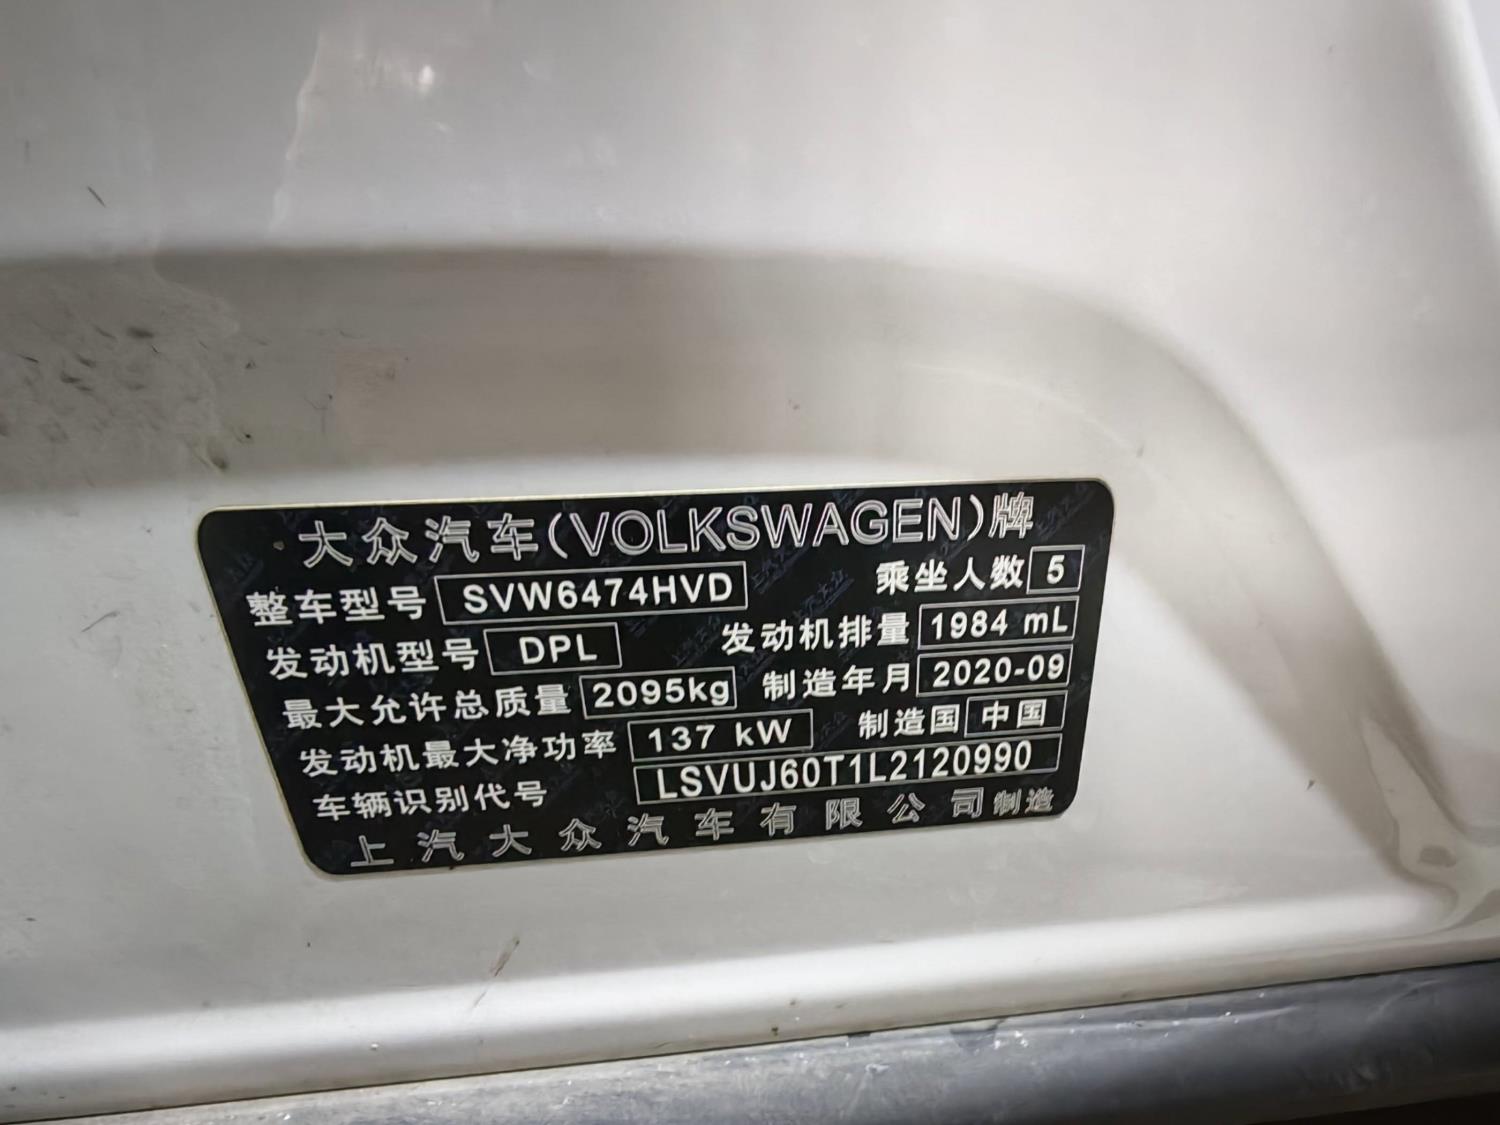 大众汽车(VOLKSWAGEN)牌
整车型号 SVW6474HVD 乘坐人数 5
发动机型号 DPL 发动机排量 1984 mL
最大允许总质量 2095kg 制造年月 2020-09
发动机最大净功率 137 kW 制造国 中国
车辆识别代号 LSVUJ60T1L2120990
上汽大众汽车有限公司制造